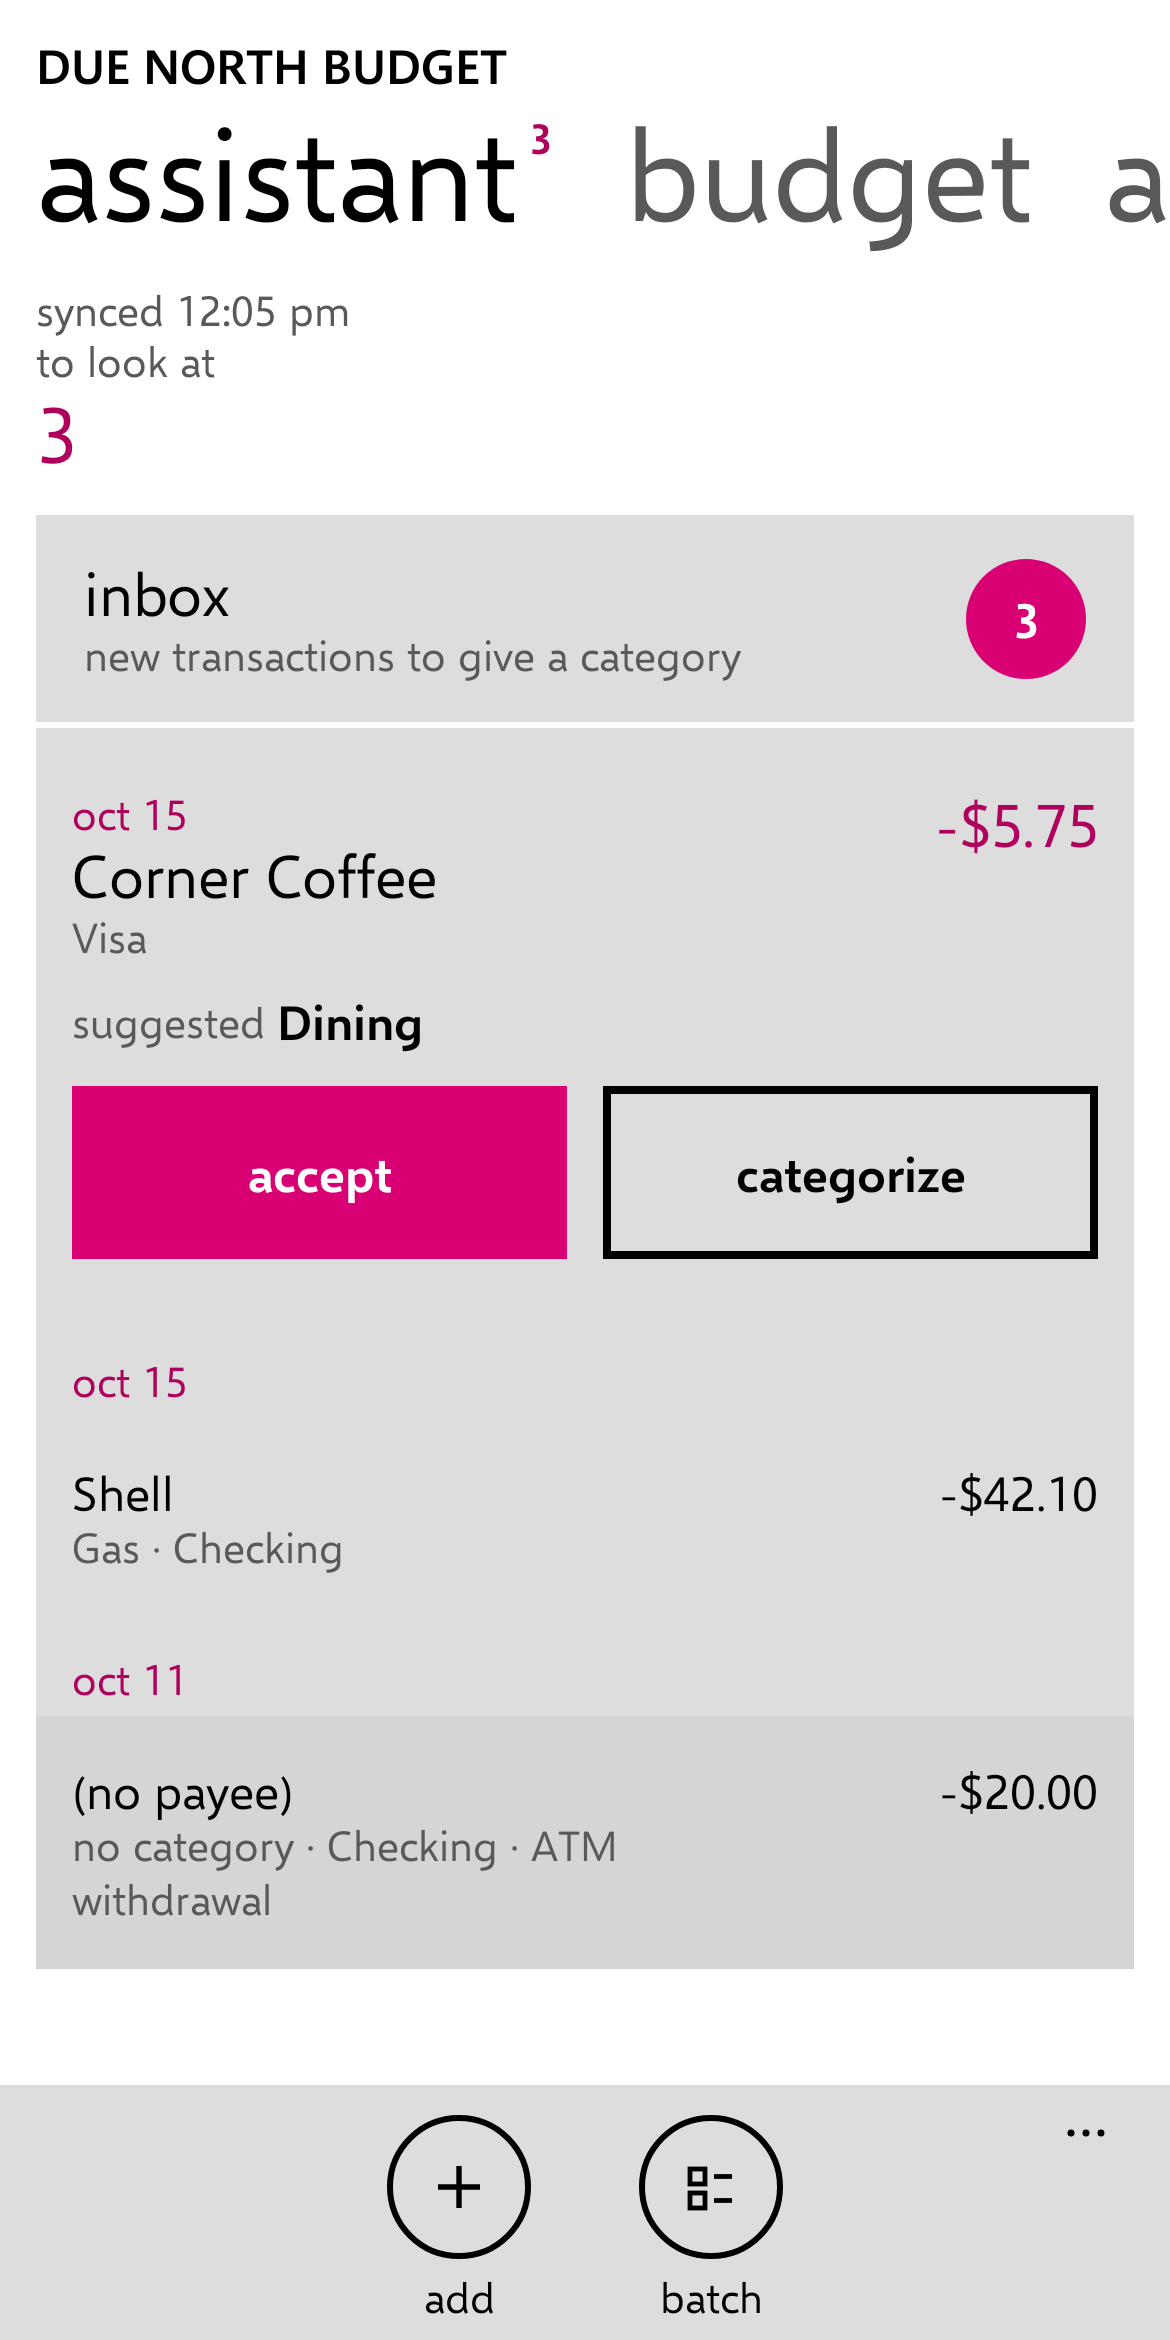 DUE NORTH BUDGET
assistant 3 budget a
synced 12:05 pm
to look at
3
inbox
new transactions to give a category
3
oct 15
-$5.75
Corner Coffee
Visa
suggested Dining
accept
categorize
oct 15
Shell
-$42.10
Gas · Checking
oct 11
(no payee)
-$20.00
no category · Checking · ATM
withdrawal
...
add
batch